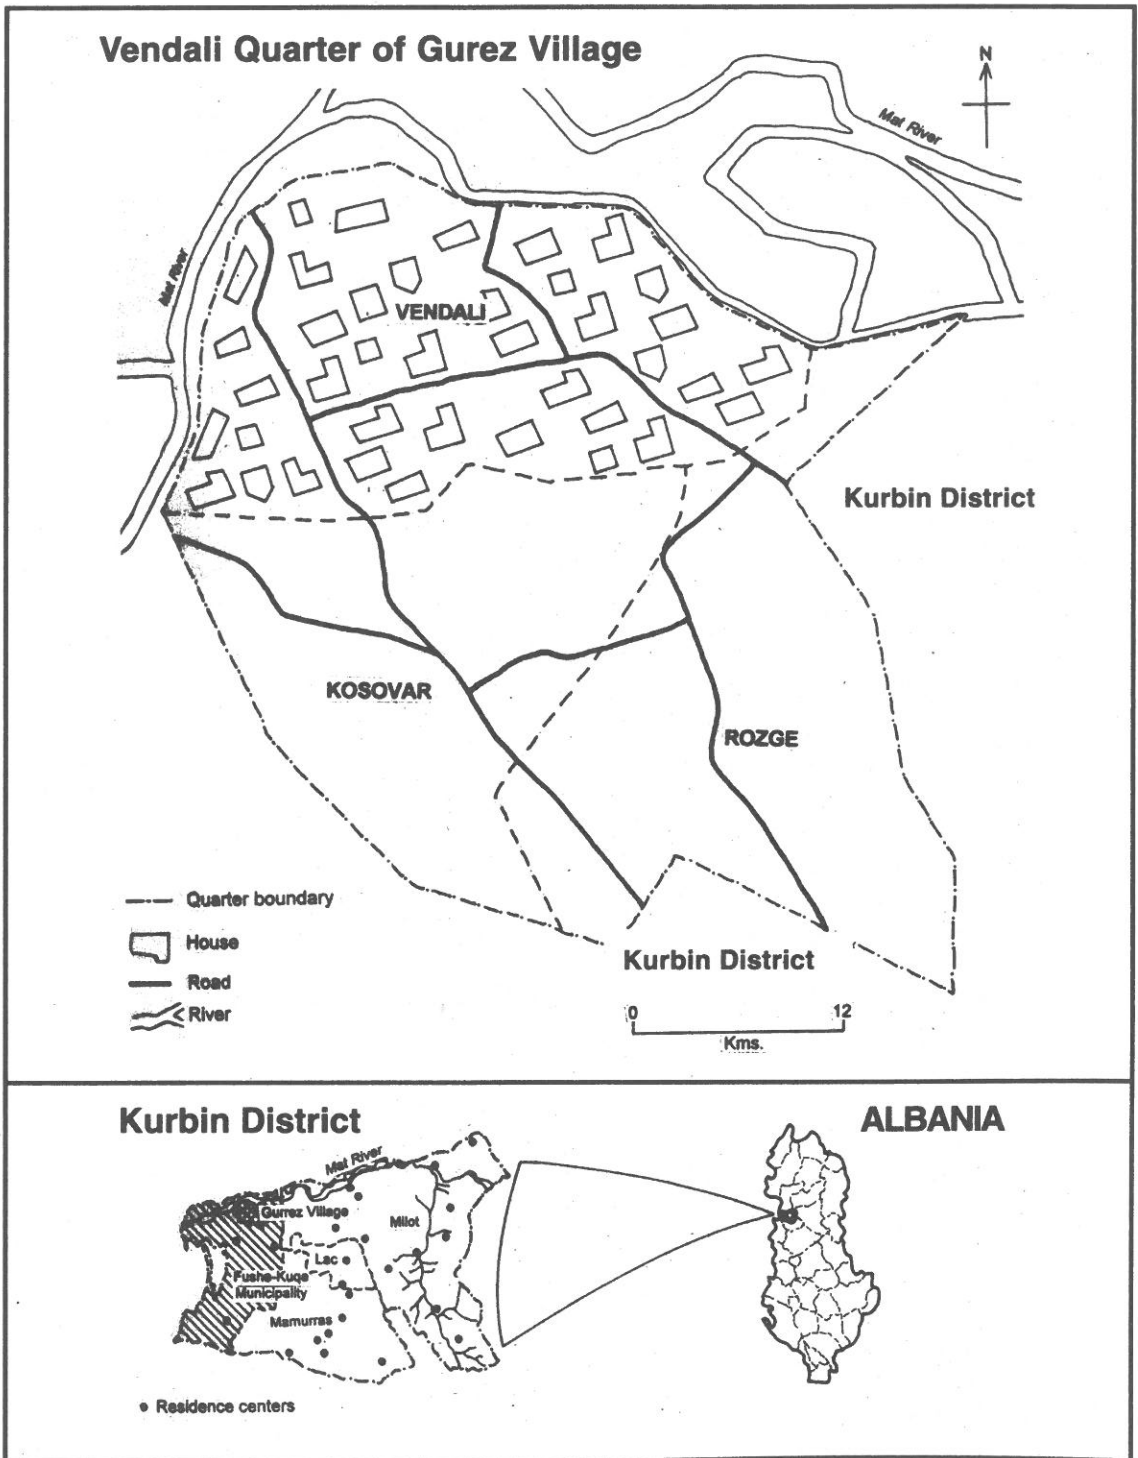 Vendali Quarter of Gurez Village
N
Mat River
Mat River
VENDALI
Kurbin District
KOSOVAR
ROZGE
Quarter boundary
House
Road
River
Kurbin District
0 12
Kms.
Kurbin District
ALBANIA
Mat River
Gurrez Village
Milot
Lac
Fushe-Kuqe
Municipality
Mamurras
Residence centers